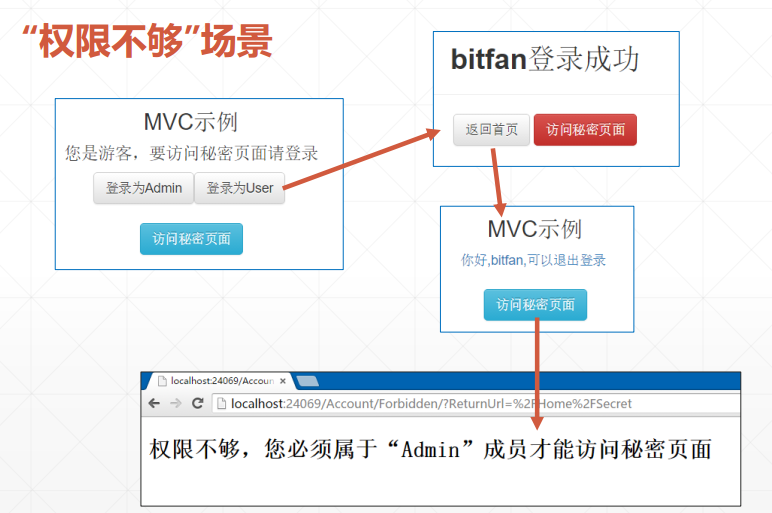 “权限不够”场景
MVC示例
您是游客，要访问秘密页面请登录
登录为Admin 登录为User
访问秘密页面
bitfan登录成功
返回首页 访问秘密页面
MVC示例
你好,bitfan,可以退出登录
访问秘密页面
localhost:24069/Accoun
localhost:24069/Account/Forbidden/?ReturnUrl=%2FHome%2FSecret
权限不够，您必须属于“Admin”成员才能访问秘密页面